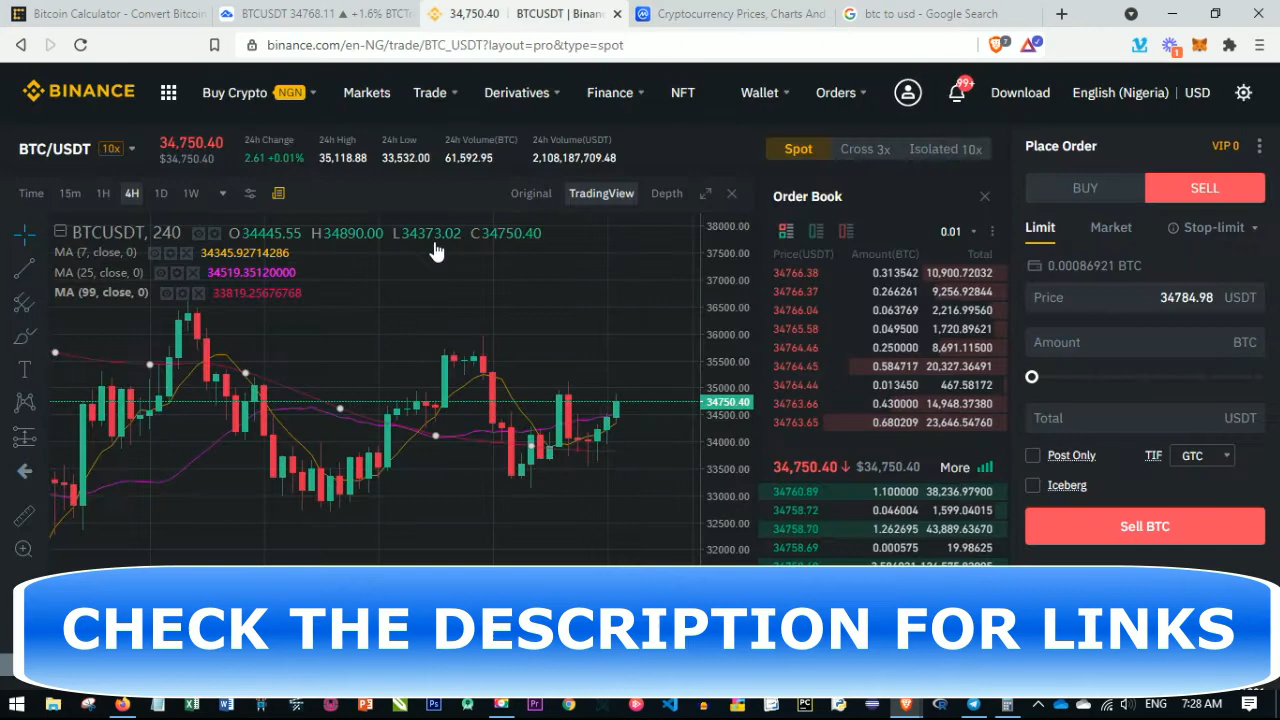 Bitcoin Calculator - Convert Bitcoin
BTCUSDT 34768.11 ▲ +1.6% BTCTr
34,750.40 BTCUSDT | Binan
Cryptocurrency Prices, Charts And
btc to usd - Google Search
binance.com/en-NG/trade/BTC_USDT?layout=pro&type=spot
7
1
BINANCE
Buy Crypto NGN
Markets
Trade
Derivatives
Finance
NFT
Wallet
Orders
99+
Download
English (Nigeria)
USD
BTC/USDT 10x
34,750.40
$34,750.40
24h Change
2.61 +0.01%
24h High
35,118.88
24h Low
33,532.00
24h Volume(BTC)
61,592.95
24h Volume(USDT)
2,108,187,709.48
Time 15m 1H 4H 1D 1W
Original TradingView Depth
BTCUSDT, 240 O34445.55 H34890.00 L34373.02 C34750.40
MA (7, close, 0) 34345.92714286
MA (25, close, 0) 34519.35120000
MA (99, close, 0) 33819.25676768
38000.00
37500.00
37000.00
36500.00
36000.00
35500.00
35000.00
34750.40
34500.00
34000.00
33500.00
33000.00
32500.00
32000.00
Spot Cross 3x Isolated 10x
Order Book
0.01
Price(USDT) Amount(BTC) Total
34766.38 0.313542 10,900.72032
34766.37 0.266261 9,256.92844
34766.04 0.063769 2,216.99560
34765.58 0.049500 1,720.89621
34764.46 0.250000 8,691.11500
34764.45 0.584717 20,327.36491
34764.44 0.013450 467.58172
34763.66 0.430000 14,948.37380
34763.65 0.680209 23,646.54760
34,750.40 $34,750.40 More
34760.89 1.100000 38,236.97900
34758.72 0.046004 1,599.04015
34758.70 1.262695 43,889.63670
34758.69 0.000575 19.98625
Place Order VIP 0
BUY SELL
Limit Market Stop-limit
0.00086921 BTC
Price 34784.98 USDT
Amount BTC
Total USDT
Post Only TIF GTC
Iceberg
Sell BTC
CHECK THE DESCRIPTION FOR LINKS
ENG 7:28 AM